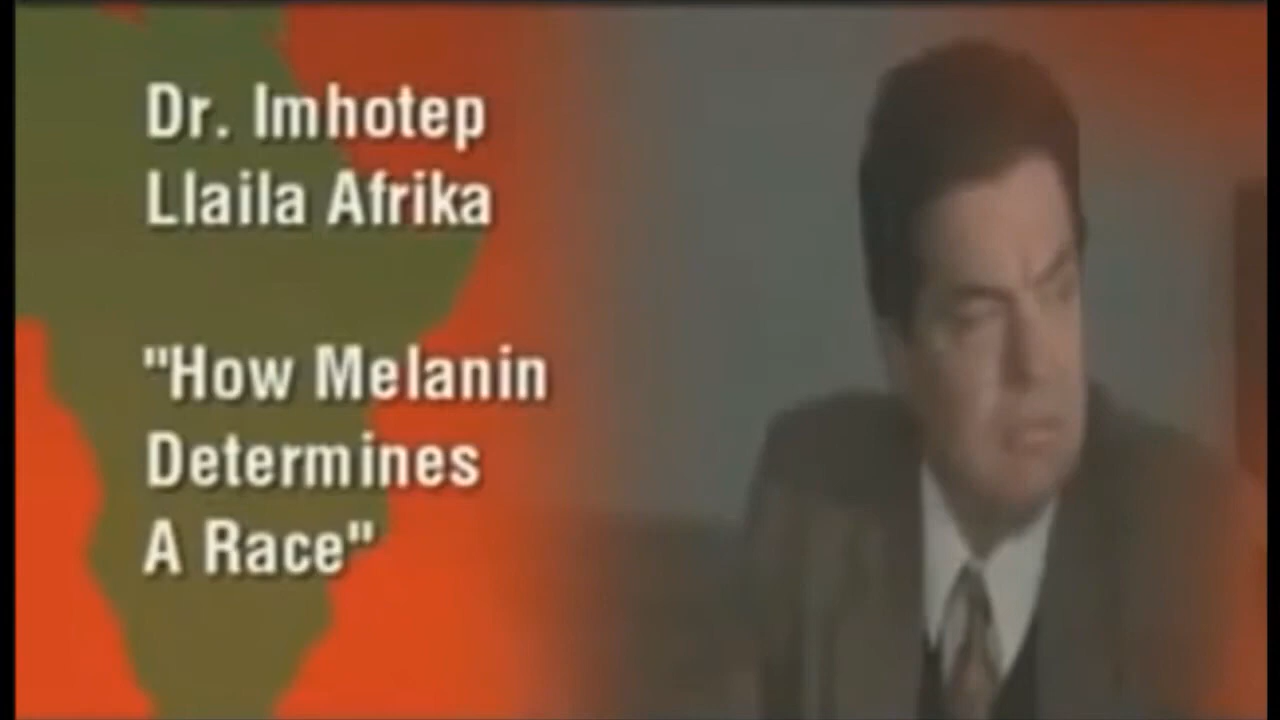 Dr. Imhotep
Llaila Afrika
"How Melanin
Determines
A Race"